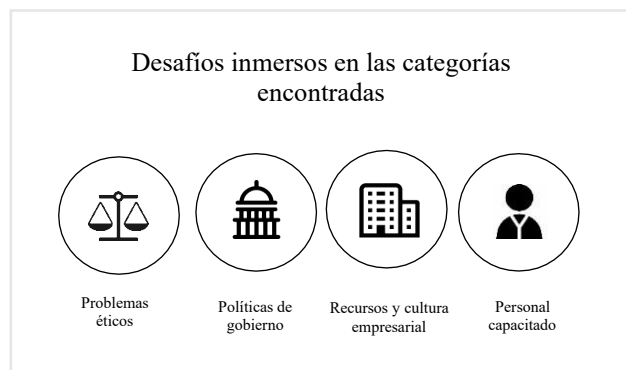 Desafíos inmersos en las categorías
encontradas
Problemas
éticos
Políticas de
gobierno
Recursos y cultura
empresarial
Personal
capacitado